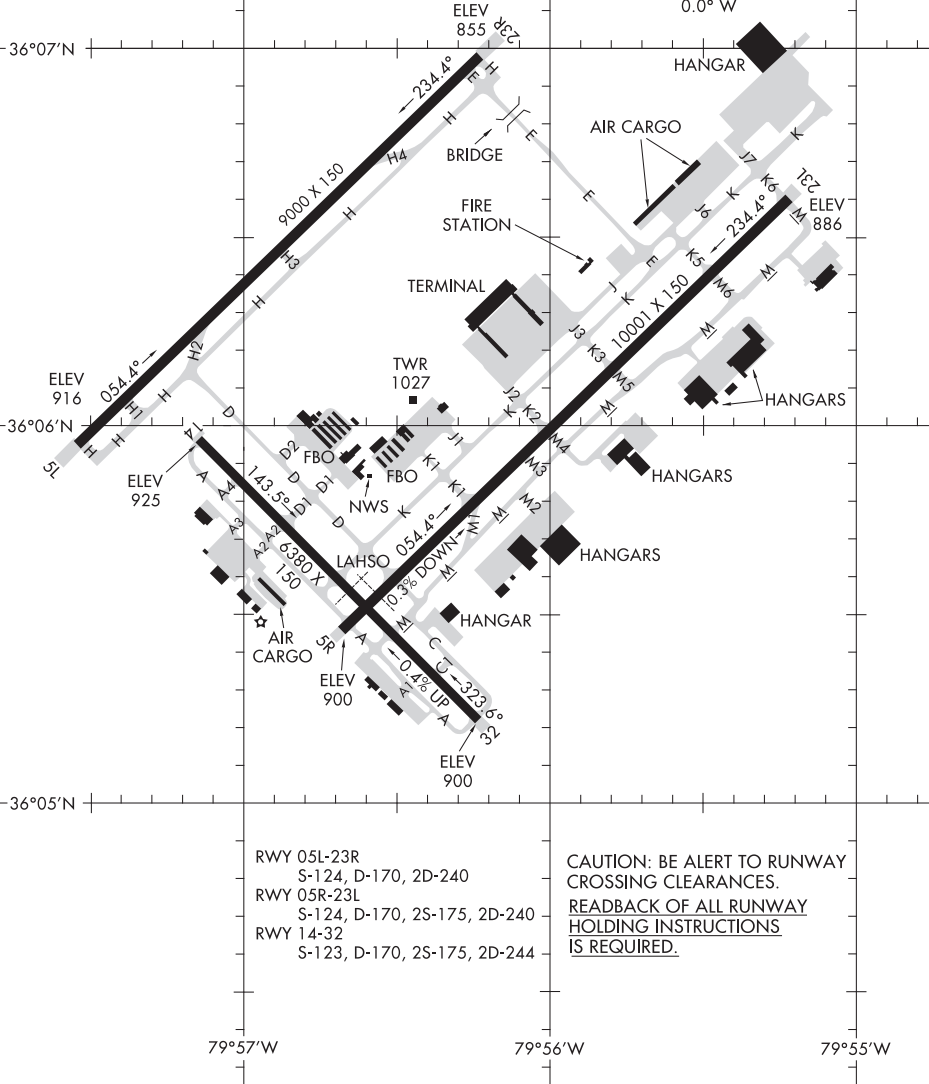 0.0° W
ELEV
855
23R
36°07'N
H
E
234.4°
HANGAR
H
AIR CARGO
E
K
BRIDGE
H4
J7
K6
23L
9000 X 150
FIRE
STATION
E
K
J6
234.4°
ELEV
886
M
H
H3
E
K5
M
TERMINAL
J
K
M6
H
10001 X 150
M
J3
K3
H2
TWR
1027
M5
ELEV
916
054.4°
H
J2
K
K2
M
HANGARS
H1
D
36°06'N
H
H
5L
14
D2
FBO
J1
M4
ELEV
925
FBO
K1
M3
HANGARS
A
143.5°
D
D1
NWS
K1
M2
A4
D1
D
K
054.4°
M1
M
A3
A2
A2
6380 X 150
LAHSO
0.3% DOWN
M
HANGARS
AIR
CARGO
5R
A
M
HANGAR
C
ELEV
900
C1
0.4% UP
323.6°
A1
A
32
ELEV
900
36°05'N
RWY 05L-23R
S-124, D-170, 2D-240
RWY 05R-23L
S-124, D-170, 2S-175, 2D-240
RWY 14-32
S-123, D-170, 2S-175, 2D-244
CAUTION: BE ALERT TO RUNWAY
CROSSING CLEARANCES.
READBACK OF ALL RUNWAY
HOLDING INSTRUCTIONS
IS REQUIRED.
79°57'W
79°56'W
79°55'W